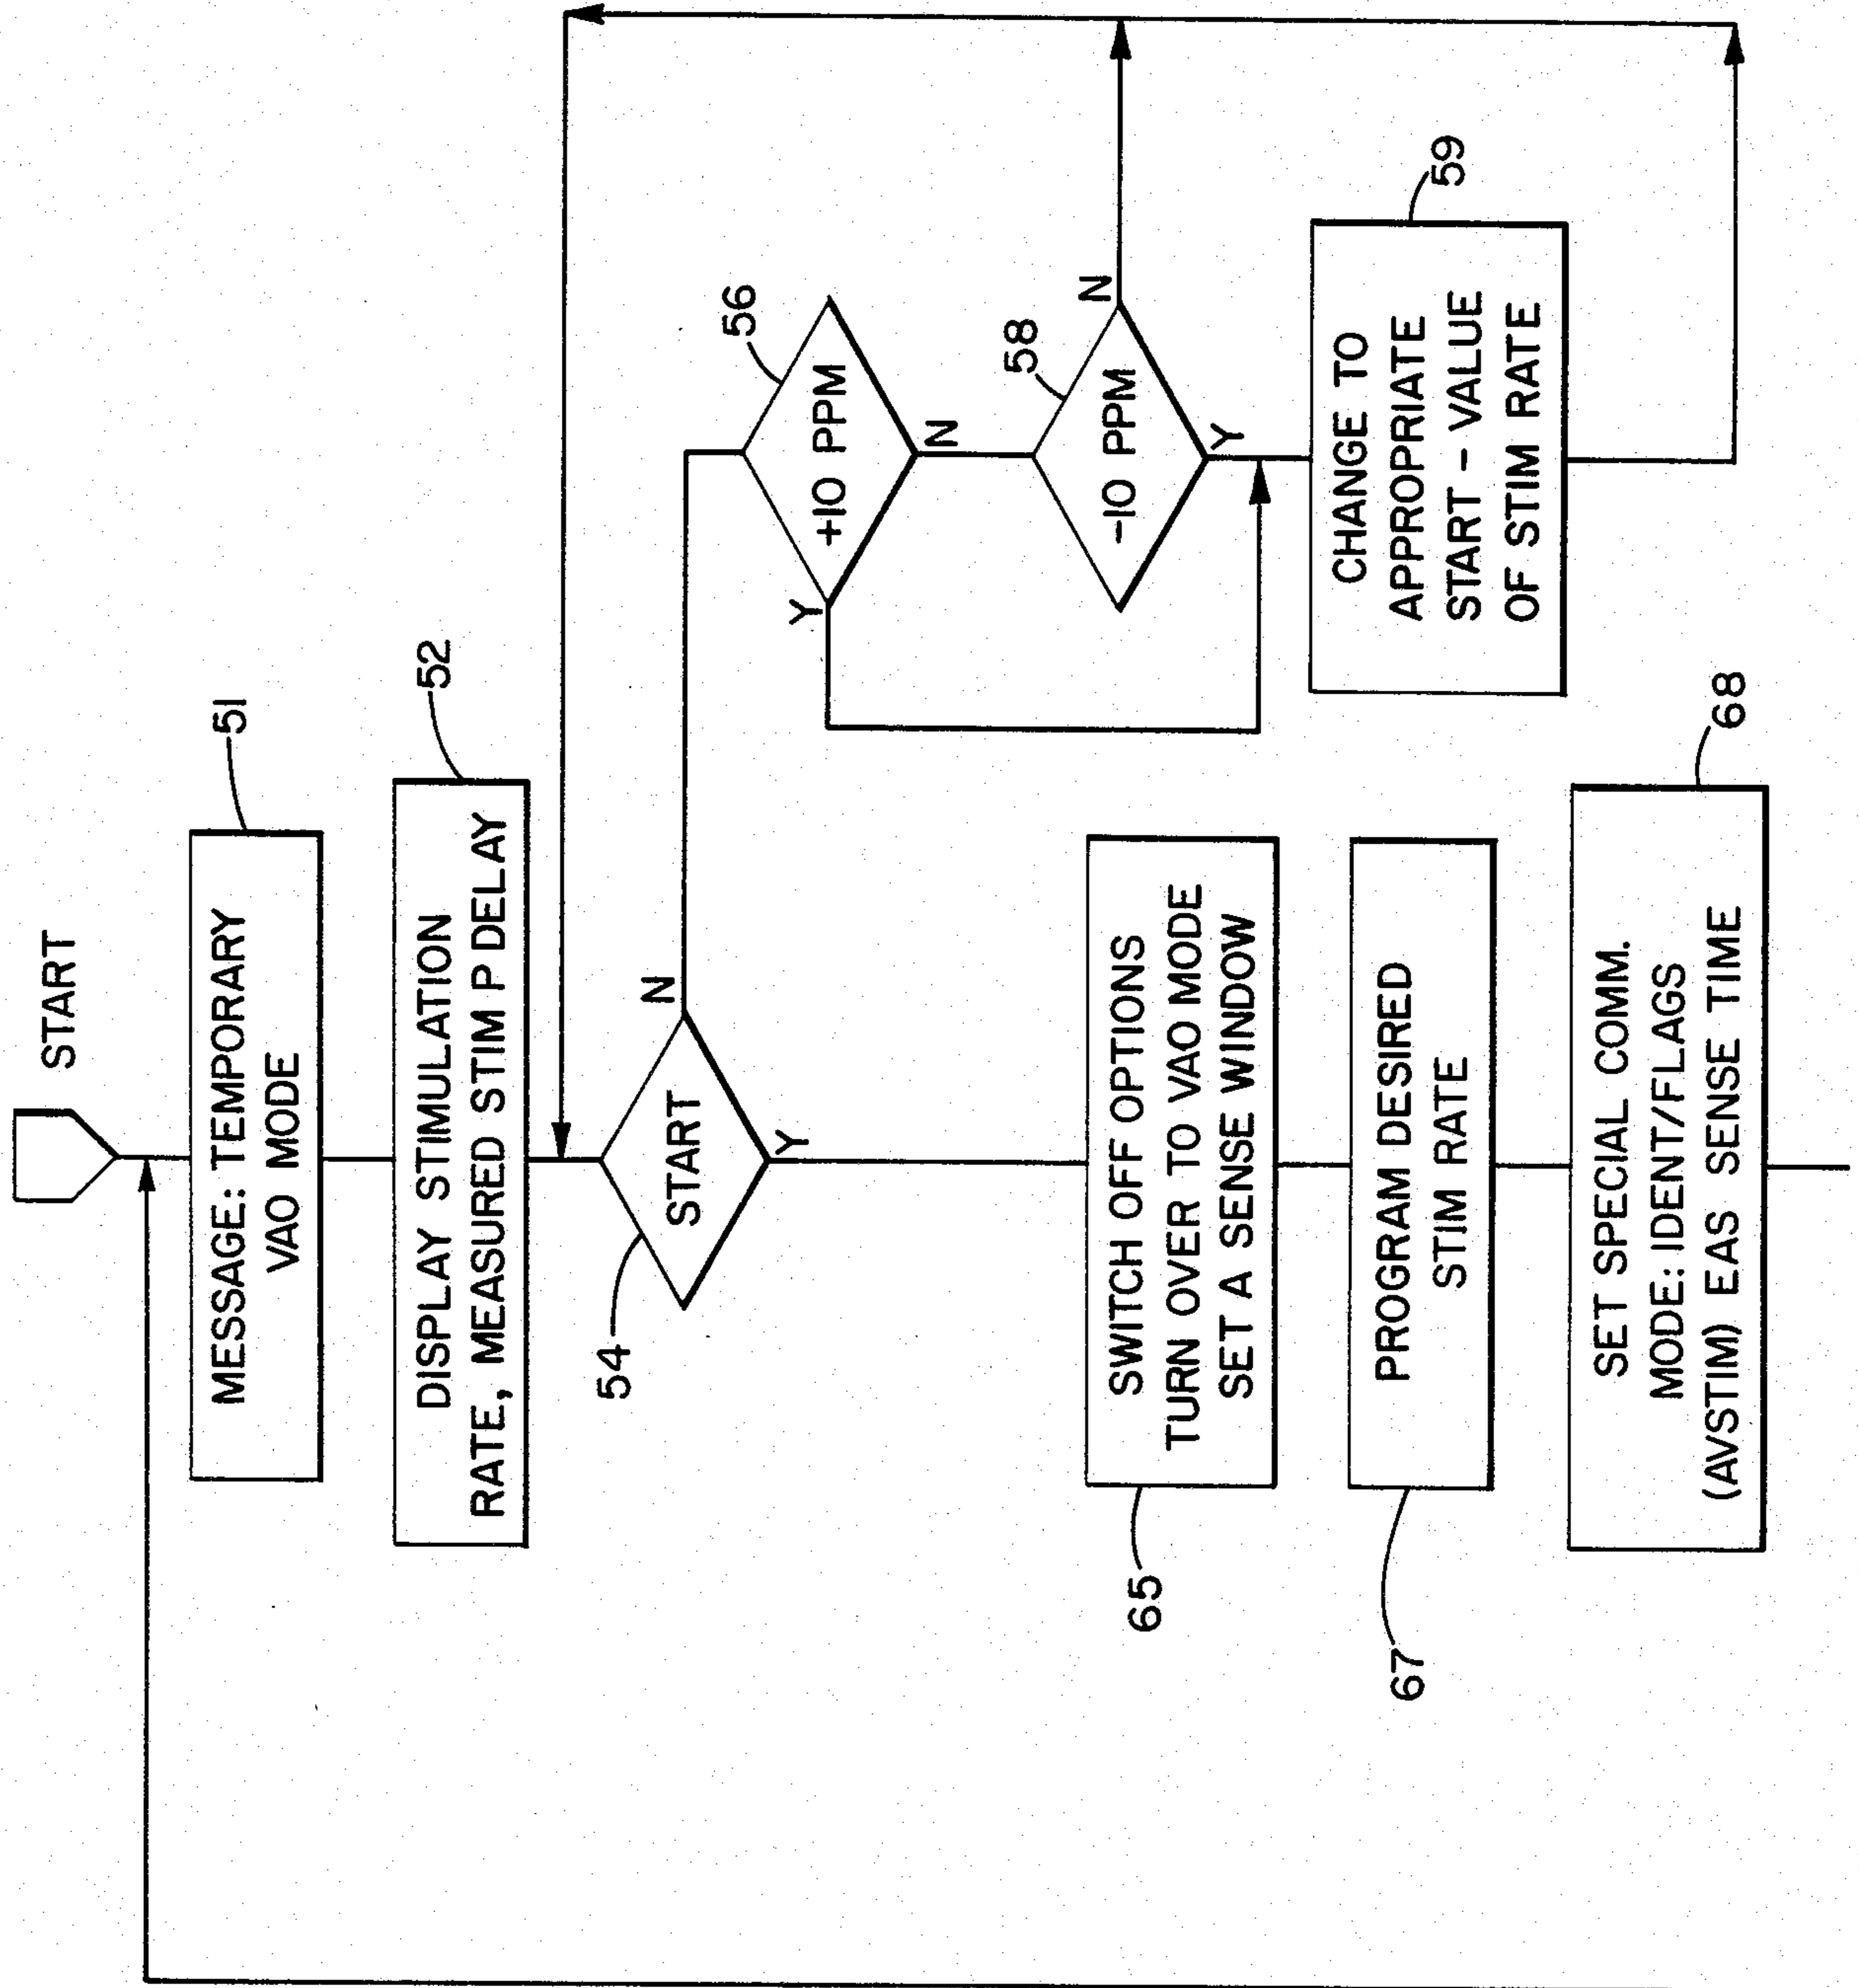 START
51
MESSAGE: TEMPORARY
VAO MODE
52
DISPLAY STIMULATION
RATE, MEASURED STIM P DELAY
54
START
N
Y
56
+10 PPM
Y
N
58
-10 PPM
N
Y
59
CHANGE TO
APPROPRIATE
START - VALUE
OF STIM RATE
65
SWITCH OFF OPTIONS
TURN OVER TO VAO MODE
SET A SENSE WINDOW
67
PROGRAM DESIRED
STIM RATE
68
SET SPECIAL COMM.
MODE: IDENT/FLAGS
(AVSTIM) EAS SENSE TIME